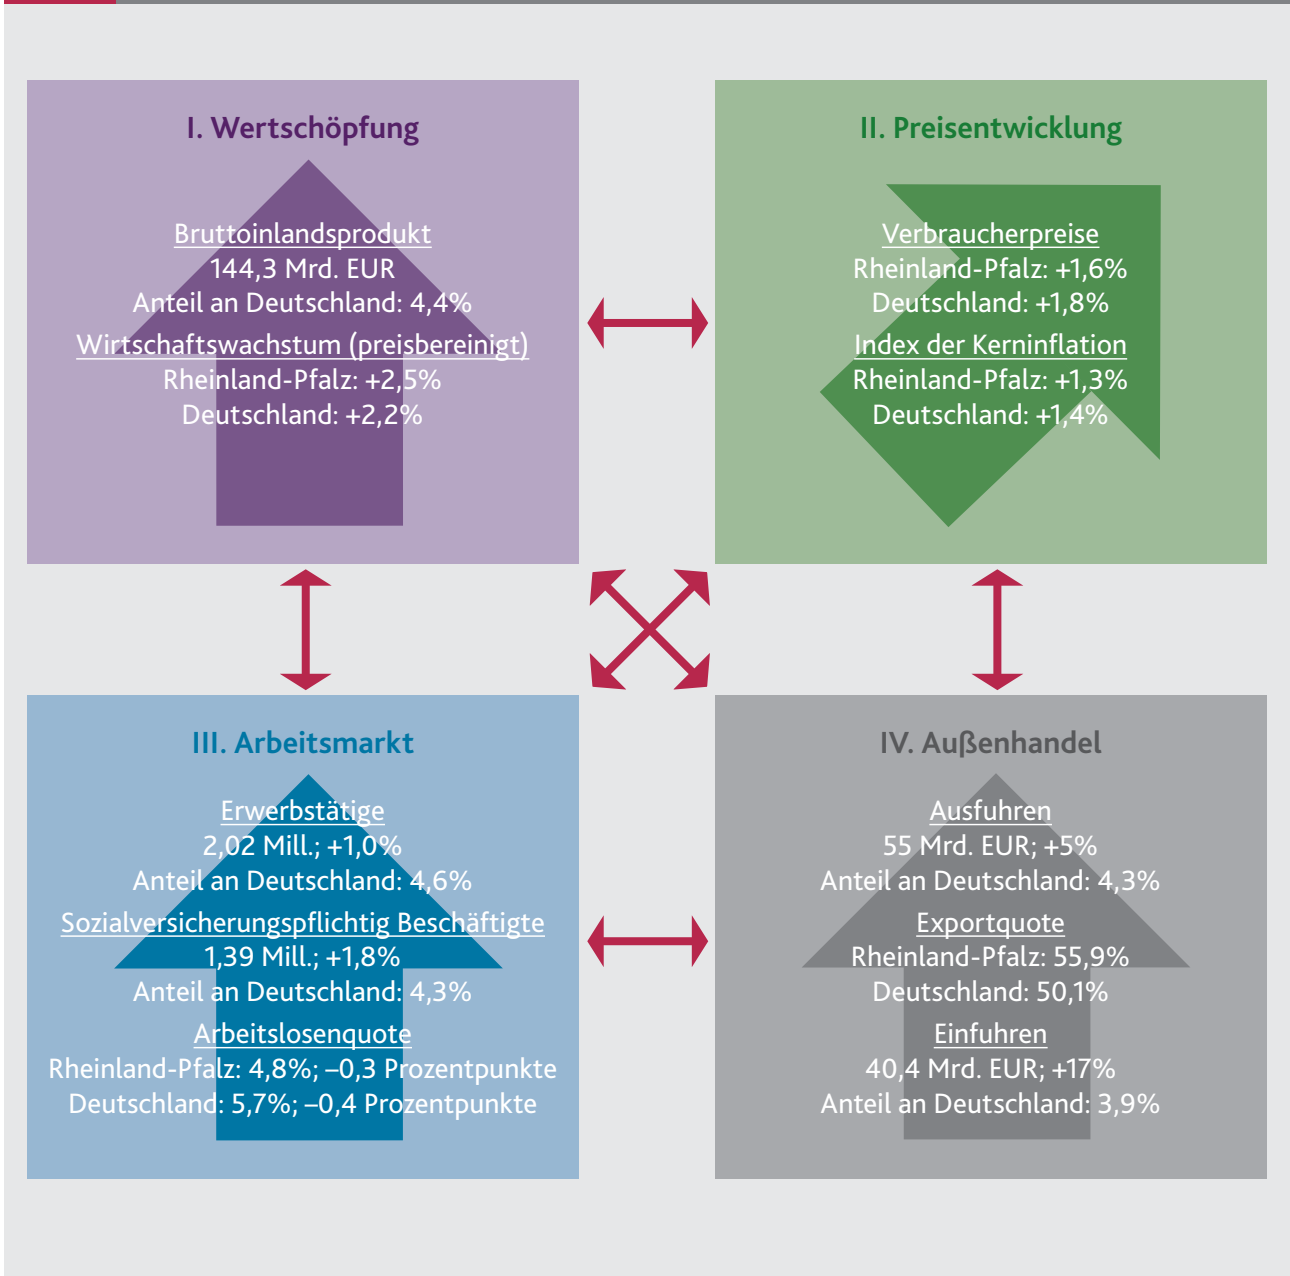 I. Wertschöpfung
Bruttoinlandsprodukt
144,3 Mrd. EUR
Anteil an Deutschland: 4,4%
Wirtschaftswachstum (preisbereinigt)
Rheinland-Pfalz: +2,5%
Deutschland: +2,2%
II. Preisentwicklung
Verbraucherpreise
Rheinland-Pfalz: +1,6%
Deutschland: +1,8%
Index der Kerninflation
Rheinland-Pfalz: +1,3%
Deutschland: +1,4%
III. Arbeitsmarkt
Erwerbstätige
2,02 Mill.; +1,0%
Anteil an Deutschland: 4,6%
Sozialversicherungspflichtig Beschäftigte
1,39 Mill.; +1,8%
Anteil an Deutschland: 4,3%
Arbeitslosenquote
Rheinland-Pfalz: 4,8%; –0,3 Prozentpunkte
Deutschland: 5,7%; –0,4 Prozentpunkte
IV. Außenhandel
Ausfuhren
55 Mrd. EUR; +5%
Anteil an Deutschland: 4,3%
Exportquote
Rheinland-Pfalz: 55,9%
Deutschland: 50,1%
Einfuhren
40,4 Mrd. EUR; +17%
Anteil an Deutschland: 3,9%